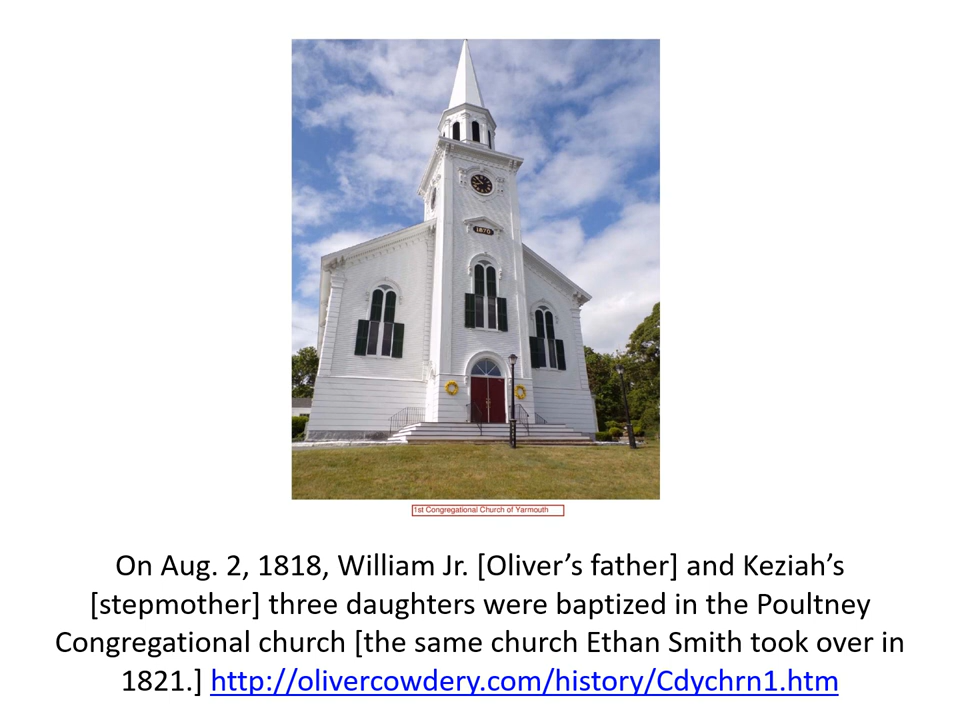 1870
1st Congregational Church of Yarmouth
On Aug. 2, 1818, William Jr. [Oliver’s father] and Keziah’s
[stepmother] three daughters were baptized in the Poultney
Congregational church [the same church Ethan Smith took over in
1821.] http://olivercowdery.com/history/Cdychrn1.htm